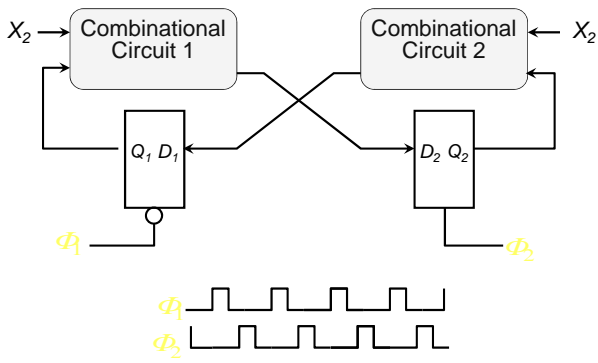 X2
Combinational
Circuit 1
Combinational
Circuit 2
X2
Q1 D1
D2 Q2
Φ1
Φ2
Φ1
Φ2